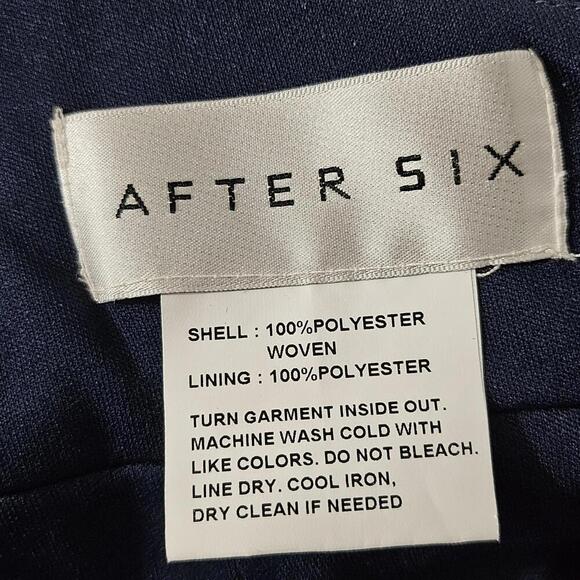 AFTER SIX
SHELL : 100%POLYESTER
WOVEN
LINING : 100%POLYESTER
TURN GARMENT INSIDE OUT.
MACHINE WASH COLD WITH
LIKE COLORS. DO NOT BLEACH.
LINE DRY. COOL IRON,
DRY CLEAN IF NEEDED